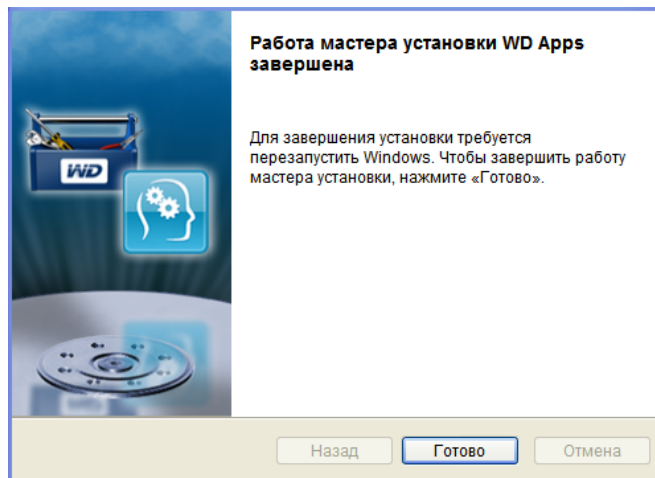 Работа мастера установки WD Apps
завершена
Для завершения установки требуется
перезапустить Windows. Чтобы завершить работу
мастера установки, нажмите «Готово».
WD
Назад
Готово
Отмена